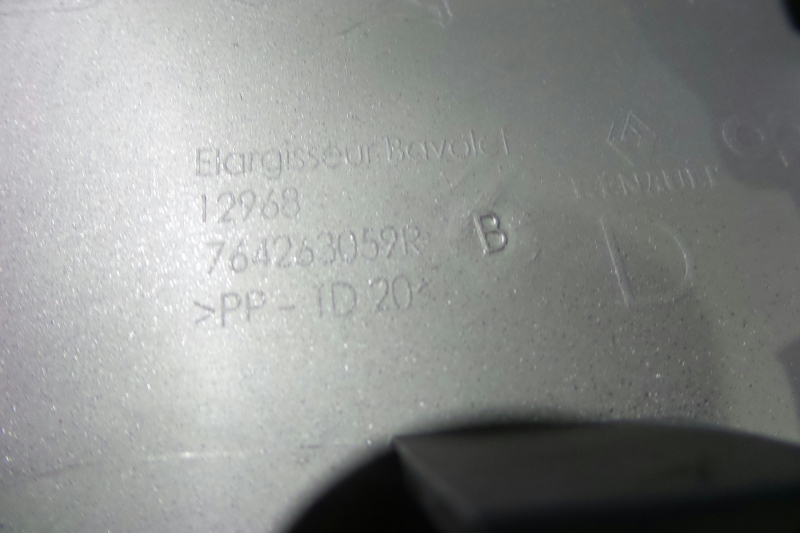 Elargisseur Bavolet
12968
764263059R
B
>PP - TD 20<
RENAULT
D